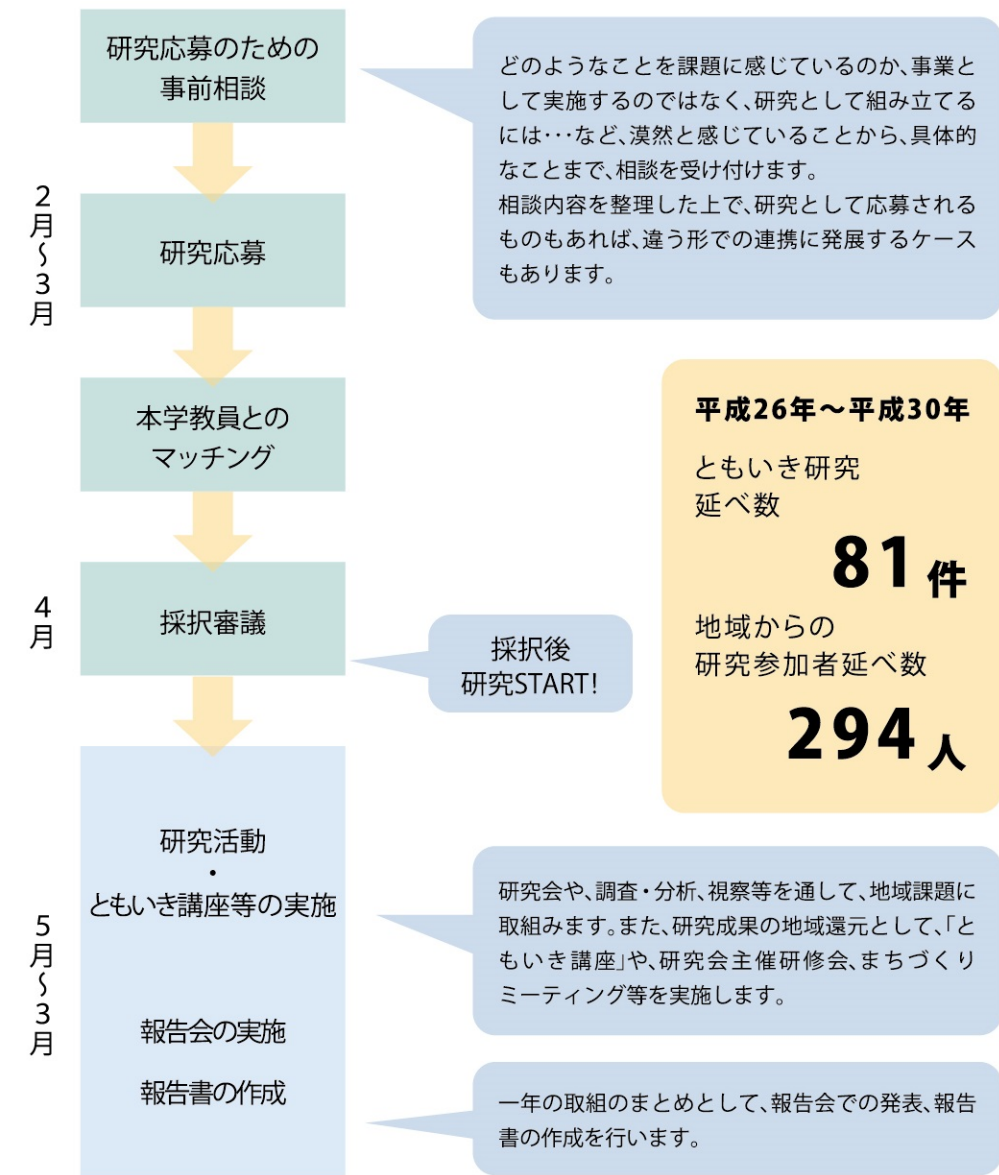 研究応募のための
事前相談
どのようなことを課題に感じているのか、事業と
して実施するのではなく、研究として組み立てる
には・・・など、漠然と感じていることから、具体的
なことまで、相談を受け付けます。
相談内容を整理した上で、研究として応募される
ものもあれば、違う形での連携に発展するケース
もあります。
2月〜3月
研究応募
本学教員との
マッチング
平成26年〜平成30年
ともいき研究
延べ数
81件
地域からの
研究参加者延べ数
294人
4月
採択審議
採択後
研究START!
5月〜3月
研究活動
・
ともいき講座等の実施
研究会や、調査・分析、視察等を通して、地域課題に
取組みます。また、研究成果の地域還元として、「と
もいき講座」や、研究会主催研修会、まちづくり
ミーティング等を実施します。
報告会の実施
報告書の作成
一年の取組のまとめとして、報告会での発表、報告
書の作成を行います。